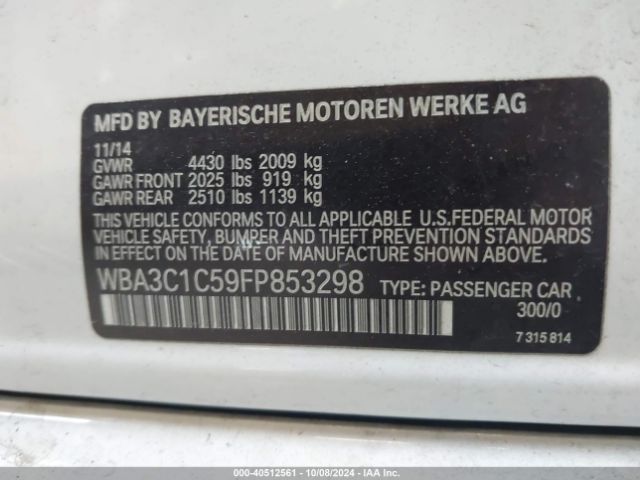 MFD BY BAYERISCHE MOTOREN WERKE AG
11/14
GVWR 4430 lbs 2009 kg
GAWR FRONT 2025 lbs 919 kg
GAWR REAR 2510 lbs 1139 kg
THIS VEHICLE CONFORMS TO ALL APPLICABLE U.S.FEDERAL MOTOR
VEHICLE SAFETY, BUMPER AND THEFT PREVENTION STANDARDS
IN EFFECT ON THE DATE OF MANUFACTURE SHOWN ABOVE.
WBA3C1C59FP853298 TYPE: PASSENGER CAR
300/0
7 315 814
000-40512561 - 10/08/2024 - IAA Inc.